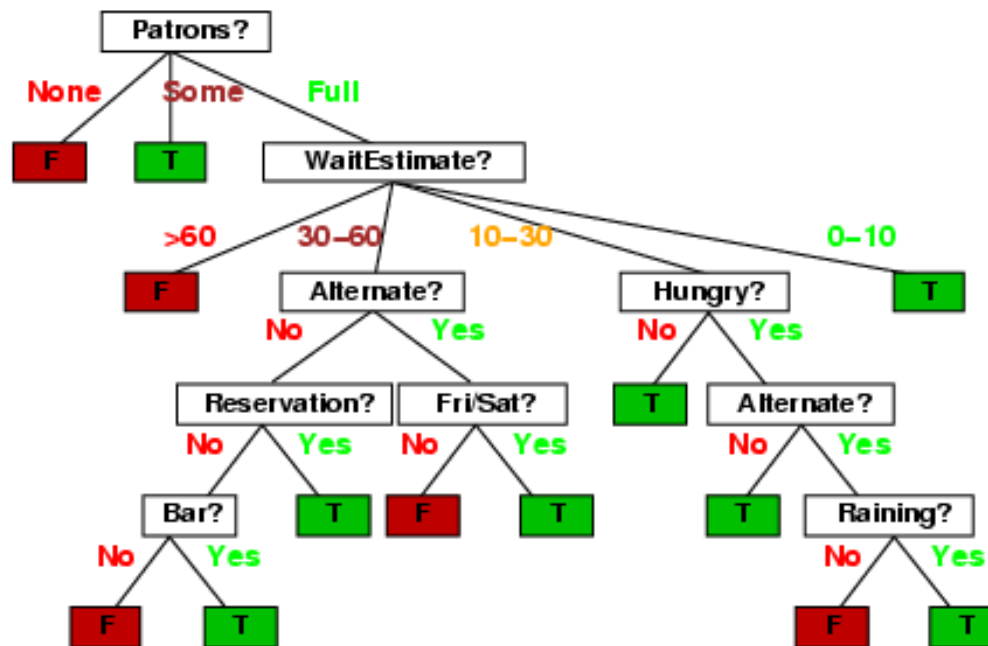 Patrons?
None Some Full
F T WaitEstimate?
>60 30–60 10–30 0–10
F Alternate? Hungry? T
No Yes No Yes
Reservation? Fri/Sat? T Alternate?
No Yes No Yes No Yes
Bar? T F T T Raining?
No Yes No Yes
F T F T